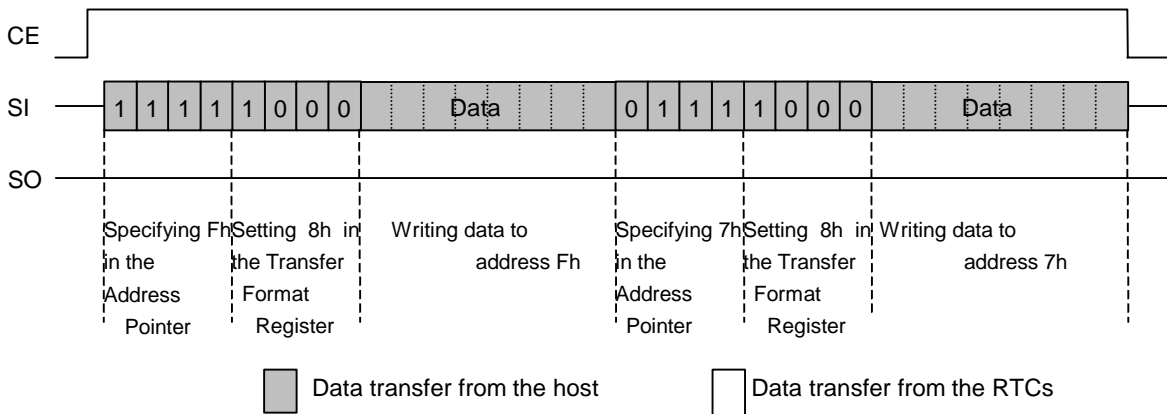 CE
SI 1 1 1 1 1 0 0 0 Data 0 1 1 1 1 0 0 0 Data
SO
Specifying Fh Setting 8h in Writing data to Specifying 7h Setting 8h in Writing data to
in the the Transfer address Fh in the the Transfer address 7h
Address Format Address Format
Pointer Register Pointer Register
Data transfer from the host Data transfer from the RTCs